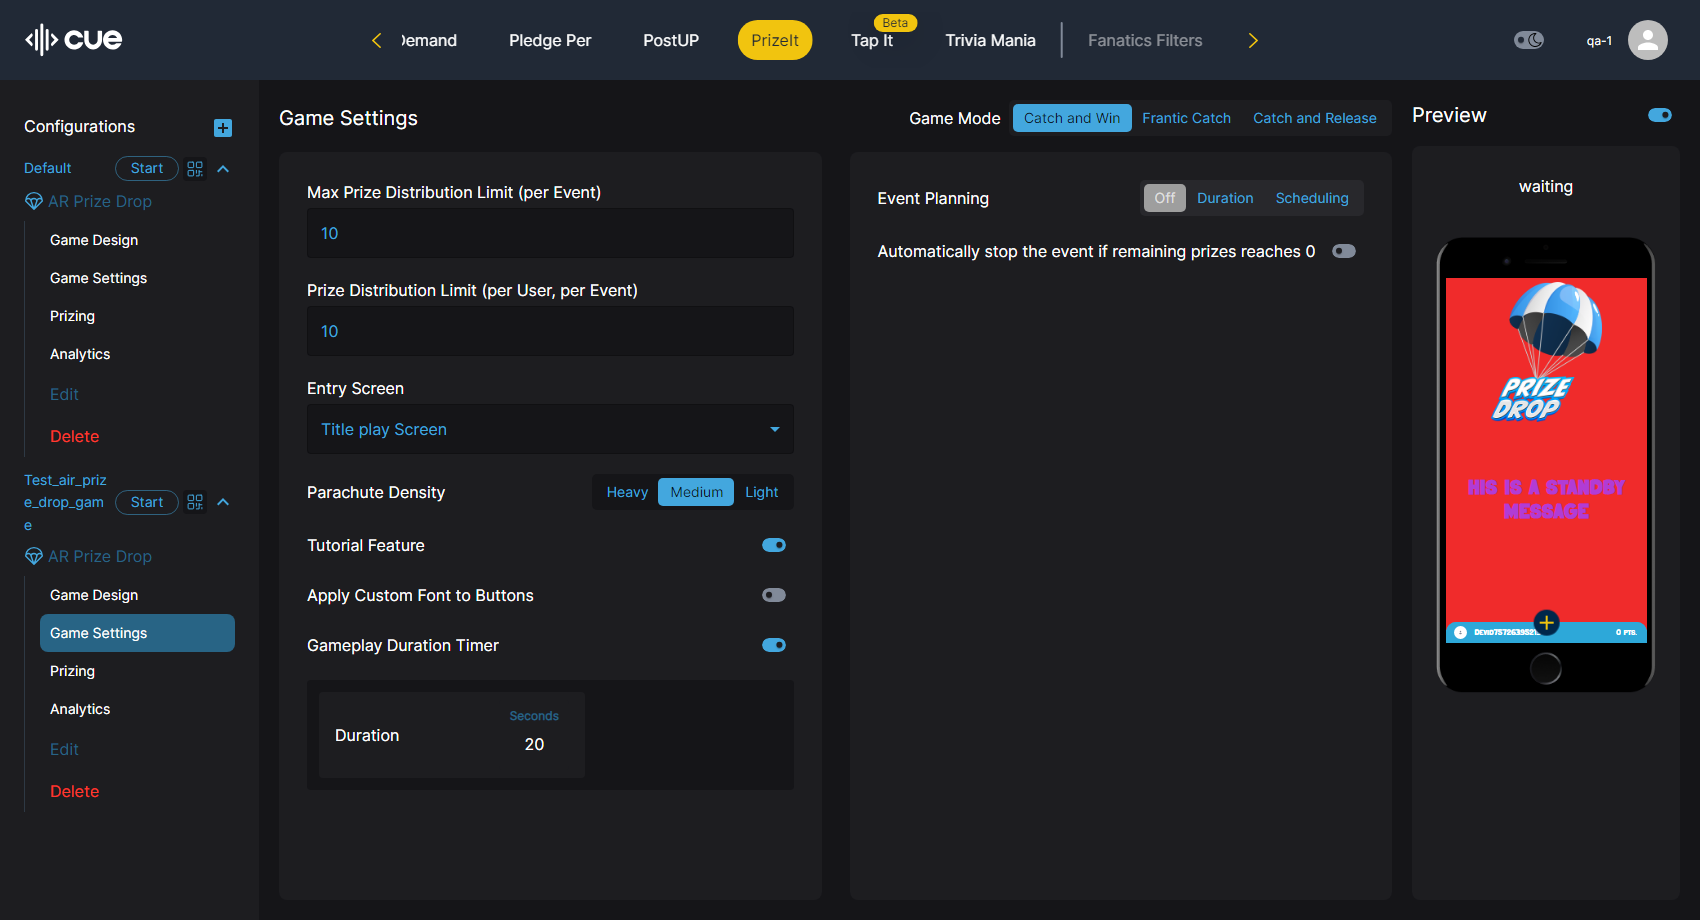 cue
Demand
Pledge Per
PostUP
PrizeIt
Beta
Tap It
Trivia Mania
Fanatics Filters
qa-1
Configurations
Default
Start
AR Prize Drop
Game Design
Game Settings
Prizing
Analytics
Edit
Delete
Test_air_priz
e_drop_gam
e
Start
AR Prize Drop
Game Design
Game Settings
Prizing
Analytics
Edit
Delete
Game Settings
Game Mode
Catch and Win
Frantic Catch
Catch and Release
Max Prize Distribution Limit (per Event)
10
Prize Distribution Limit (per User, per Event)
10
Entry Screen
Title play Screen
Parachute Density
Heavy
Medium
Light
Tutorial Feature
Apply Custom Font to Buttons
Gameplay Duration Timer
Duration
Seconds
20
Event Planning
Off
Duration
Scheduling
Automatically stop the event if remaining prizes reaches 0
Preview
waiting
PRIZE
DROP
HIS IS A STANDBY
MESSAGE
0 PTS.